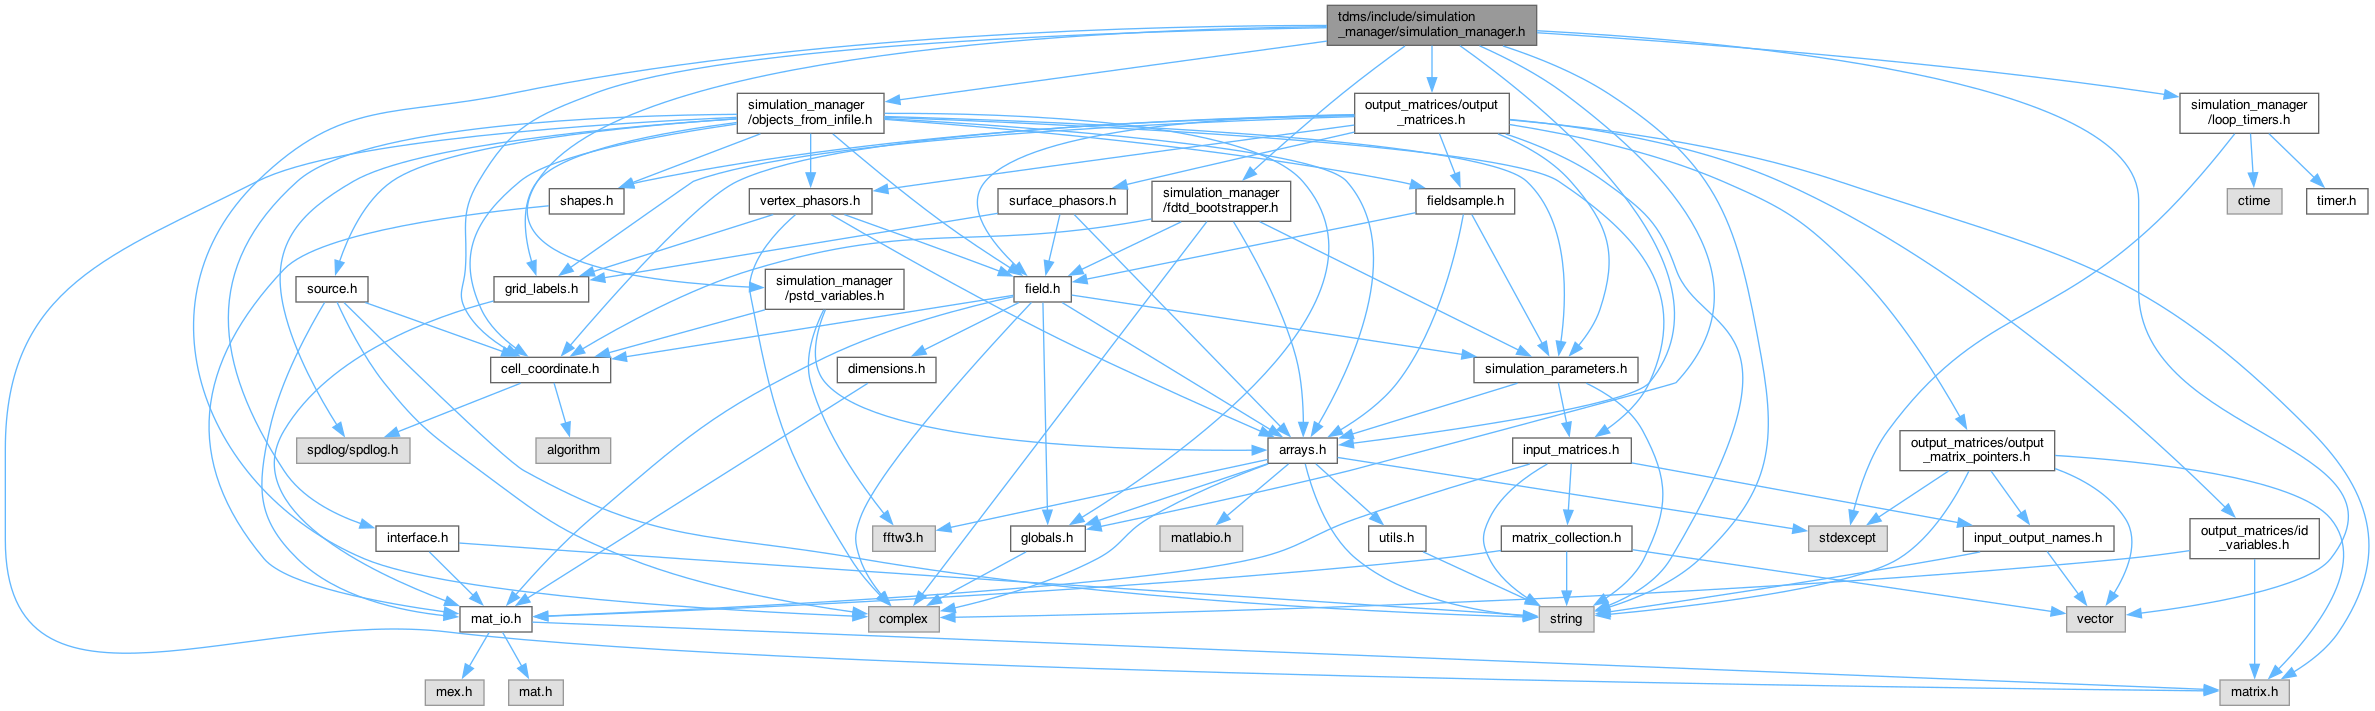 tdms/include/simulation
_manager/simulation_manager.h
simulation_manager
/objects_from_infile.h
output_matrices/output
_matrices.h
simulation_manager
/loop_timers.h
shapes.h
vertex_phasors.h
surface_phasors.h
simulation_manager
/fdtd_bootstrapper.h
fieldsample.h
ctime
timer.h
source.h
grid_labels.h
simulation_manager
/pstd_variables.h
field.h
cell_coordinate.h
dimensions.h
simulation_parameters.h
spdlog/spdlog.h
algorithm
arrays.h
input_matrices.h
output_matrices/output
_matrix_pointers.h
interface.h
fftw3.h
globals.h
matlabio.h
utils.h
matrix_collection.h
stdexcept
input_output_names.h
output_matrices/id
_variables.h
mat_io.h
complex
string
vector
mex.h
mat.h
matrix.h